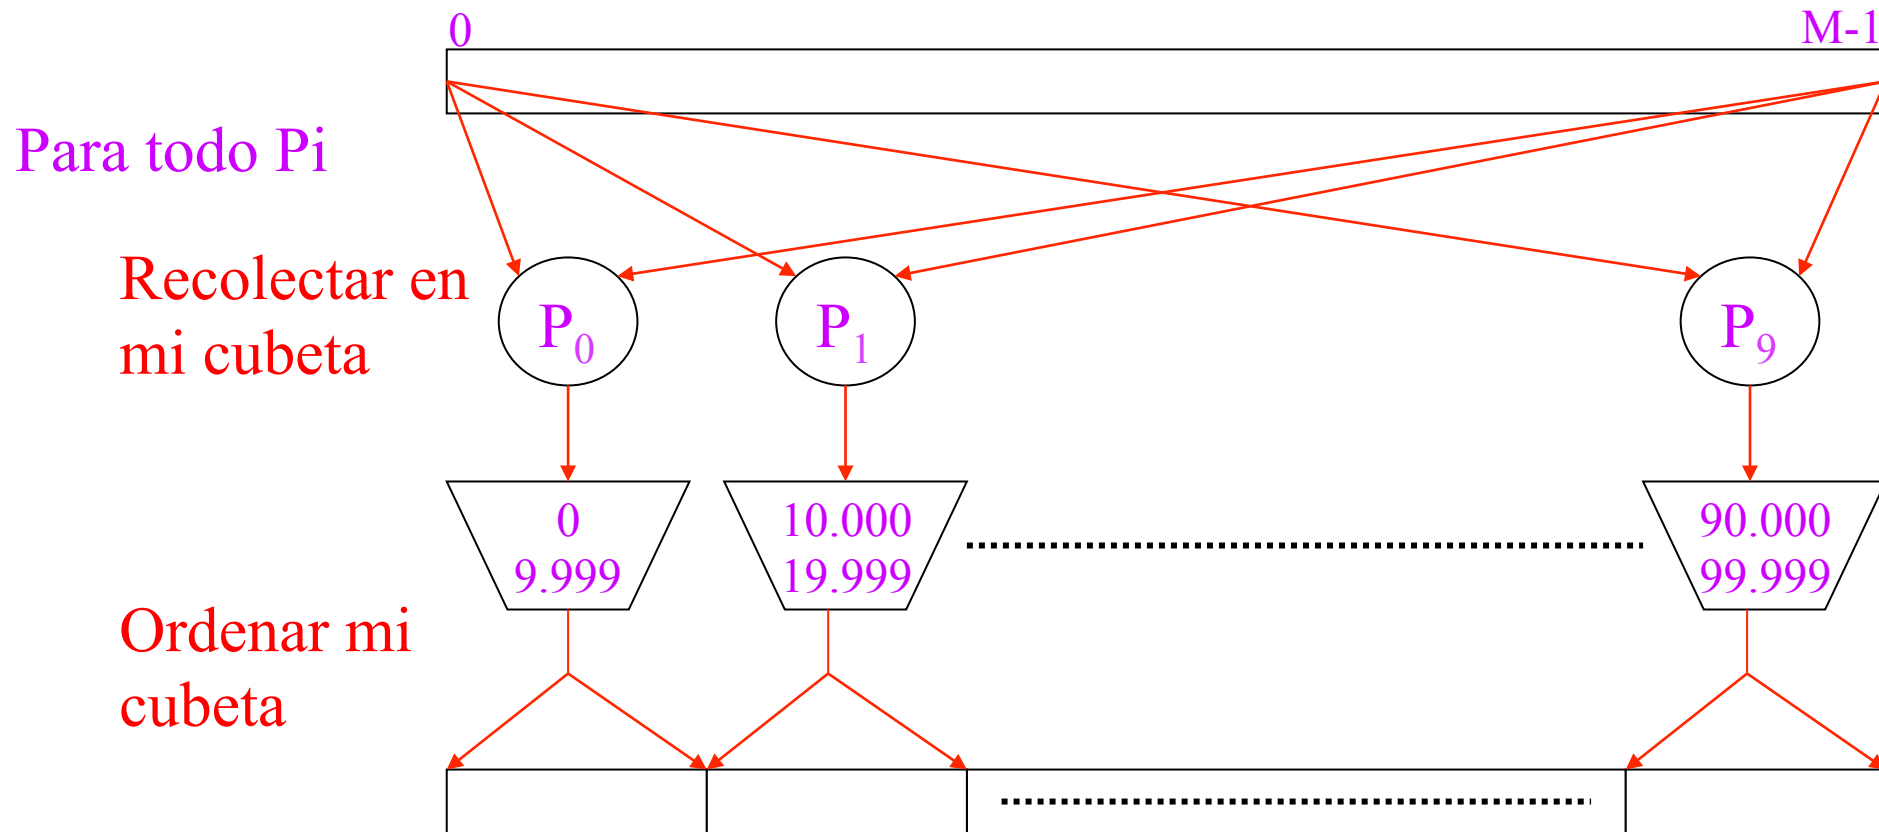 0
M-1
Para todo Pi
Recolectar en
mi cubeta
P0
P1
P9
0
9.999
10.000
19.999
90.000
99.999
Ordenar mi
cubeta